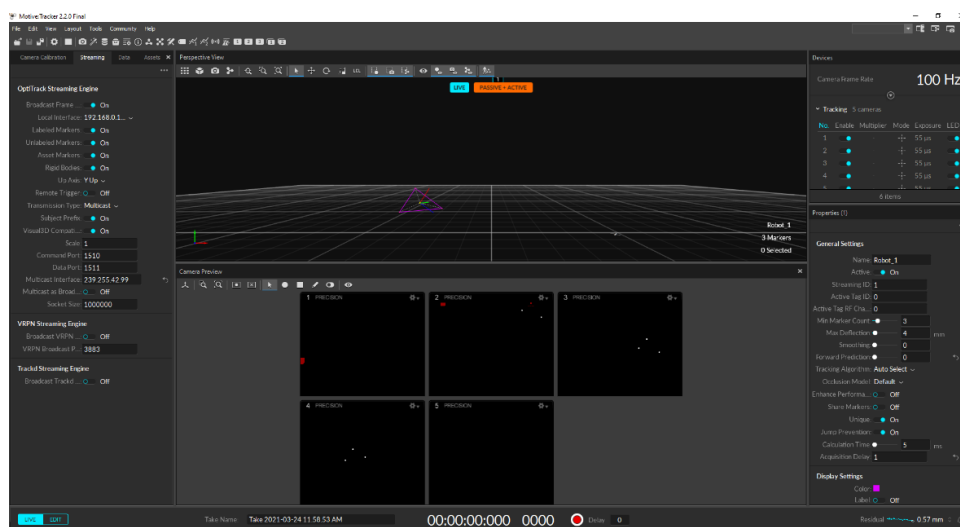 Motive:Tracker 2.2.0 Final
File Edit View Layout Tools Community Help
Camera Calibration Streaming Data Assets
OptiTrack Streaming Engine
Broadcast Frame ... On
Local Interface: 192.168.0.1...
Labeled Markers: On
Unlabeled Markers: On
Asset Markers: On
Rigid Bodies: On
Up Axis: Y Up
Remote Trigger: Off
Transmission Type: Multicast
Subject Prefix: On
Visual3D Compati... On
Scale: 1
Command Port: 1510
Data Port: 1511
Multicast Interface: 239.255.42.99
Multicast as Broad... Off
Socket Size: 1000000
VRPN Streaming Engine
Broadcast VRPN ... Off
VRPN Broadcast P... 3883
Trackd Streaming Engine
Broadcast Trackd ... Off
Perspective View
LIVE PASSIVE + ACTIVE
Robot_1
3 Markers
0 Selected
Camera Preview
1 PRECISION
2 PRECISION
3 PRECISION
4 PRECISION
5 PRECISION
Devices
Camera Frame Rate 100 Hz
Tracking 5 cameras
No. Enable Multiplier Mode Exposure LED
1 55 µs
2 55 µs
3 55 µs
4 55 µs
6 items
Properties (1)
General Settings
Name: Robot_1
Active: On
Streaming ID: 1
Active Tag ID: 0
Active Tag RF Cha... 0
Min Marker Count: 3
Max Deflection: 4 mm
Smoothing: 0
Forward Prediction: 0
Tracking Algorithm: Auto Select
Occlusion Model: Default
Enhance Performa... Off
Share Markers: Off
Unique: On
Jump Prevention: On
Calculation Time: 5 ms
Acquisition Delay: 1
Display Settings
Color:
Label: Off
LIVE EDIT
Take Name: Take 2021-03-24 11.58.53 AM
00:00:00:000 0000
Delay 0
Residual 0.57 mm